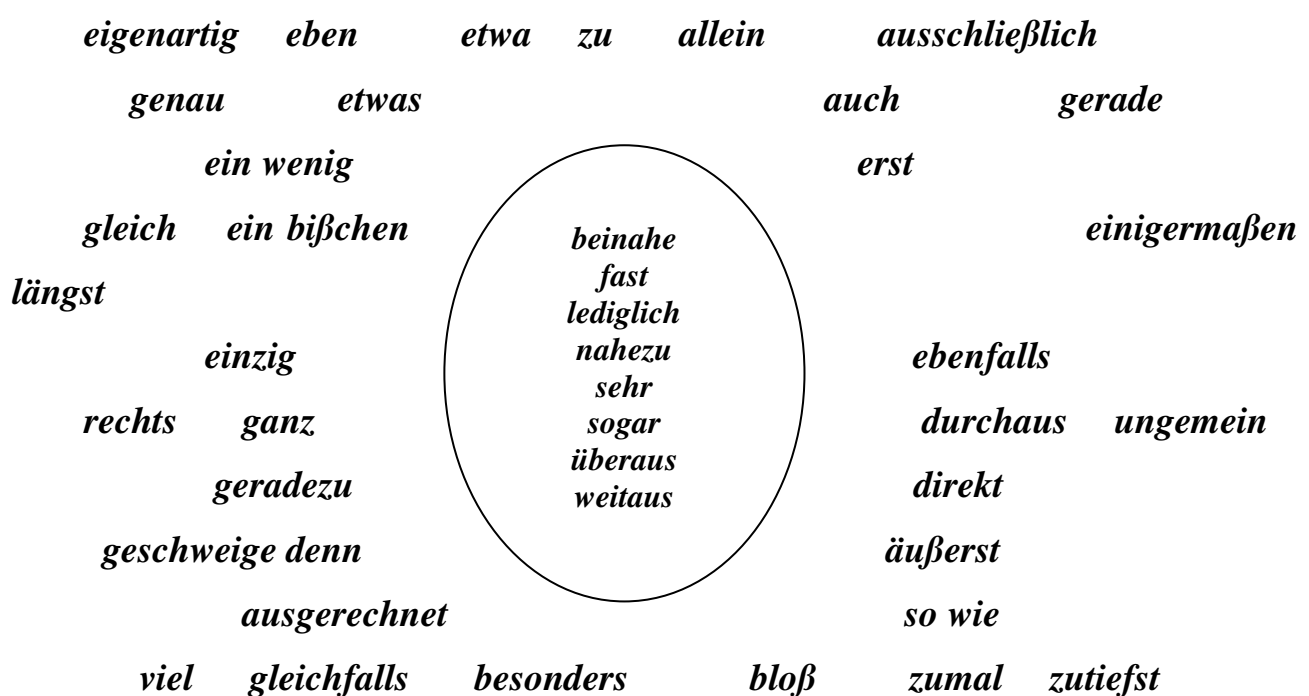 eigenartig eben etwa zu allein ausschließlich
genau etwas auch gerade
ein wenig erst
gleich ein bißchen einigermaßen
beinahe
fast
längst
lediglich
nahezu
einzig ebenfalls
sehr
rechts ganz sogar durchaus ungemein
überaus
geradezu direkt
weitaus
geschweige denn äußerst
ausgerechnet so wie
viel gleichfalls besonders bloß zumal zutiefst